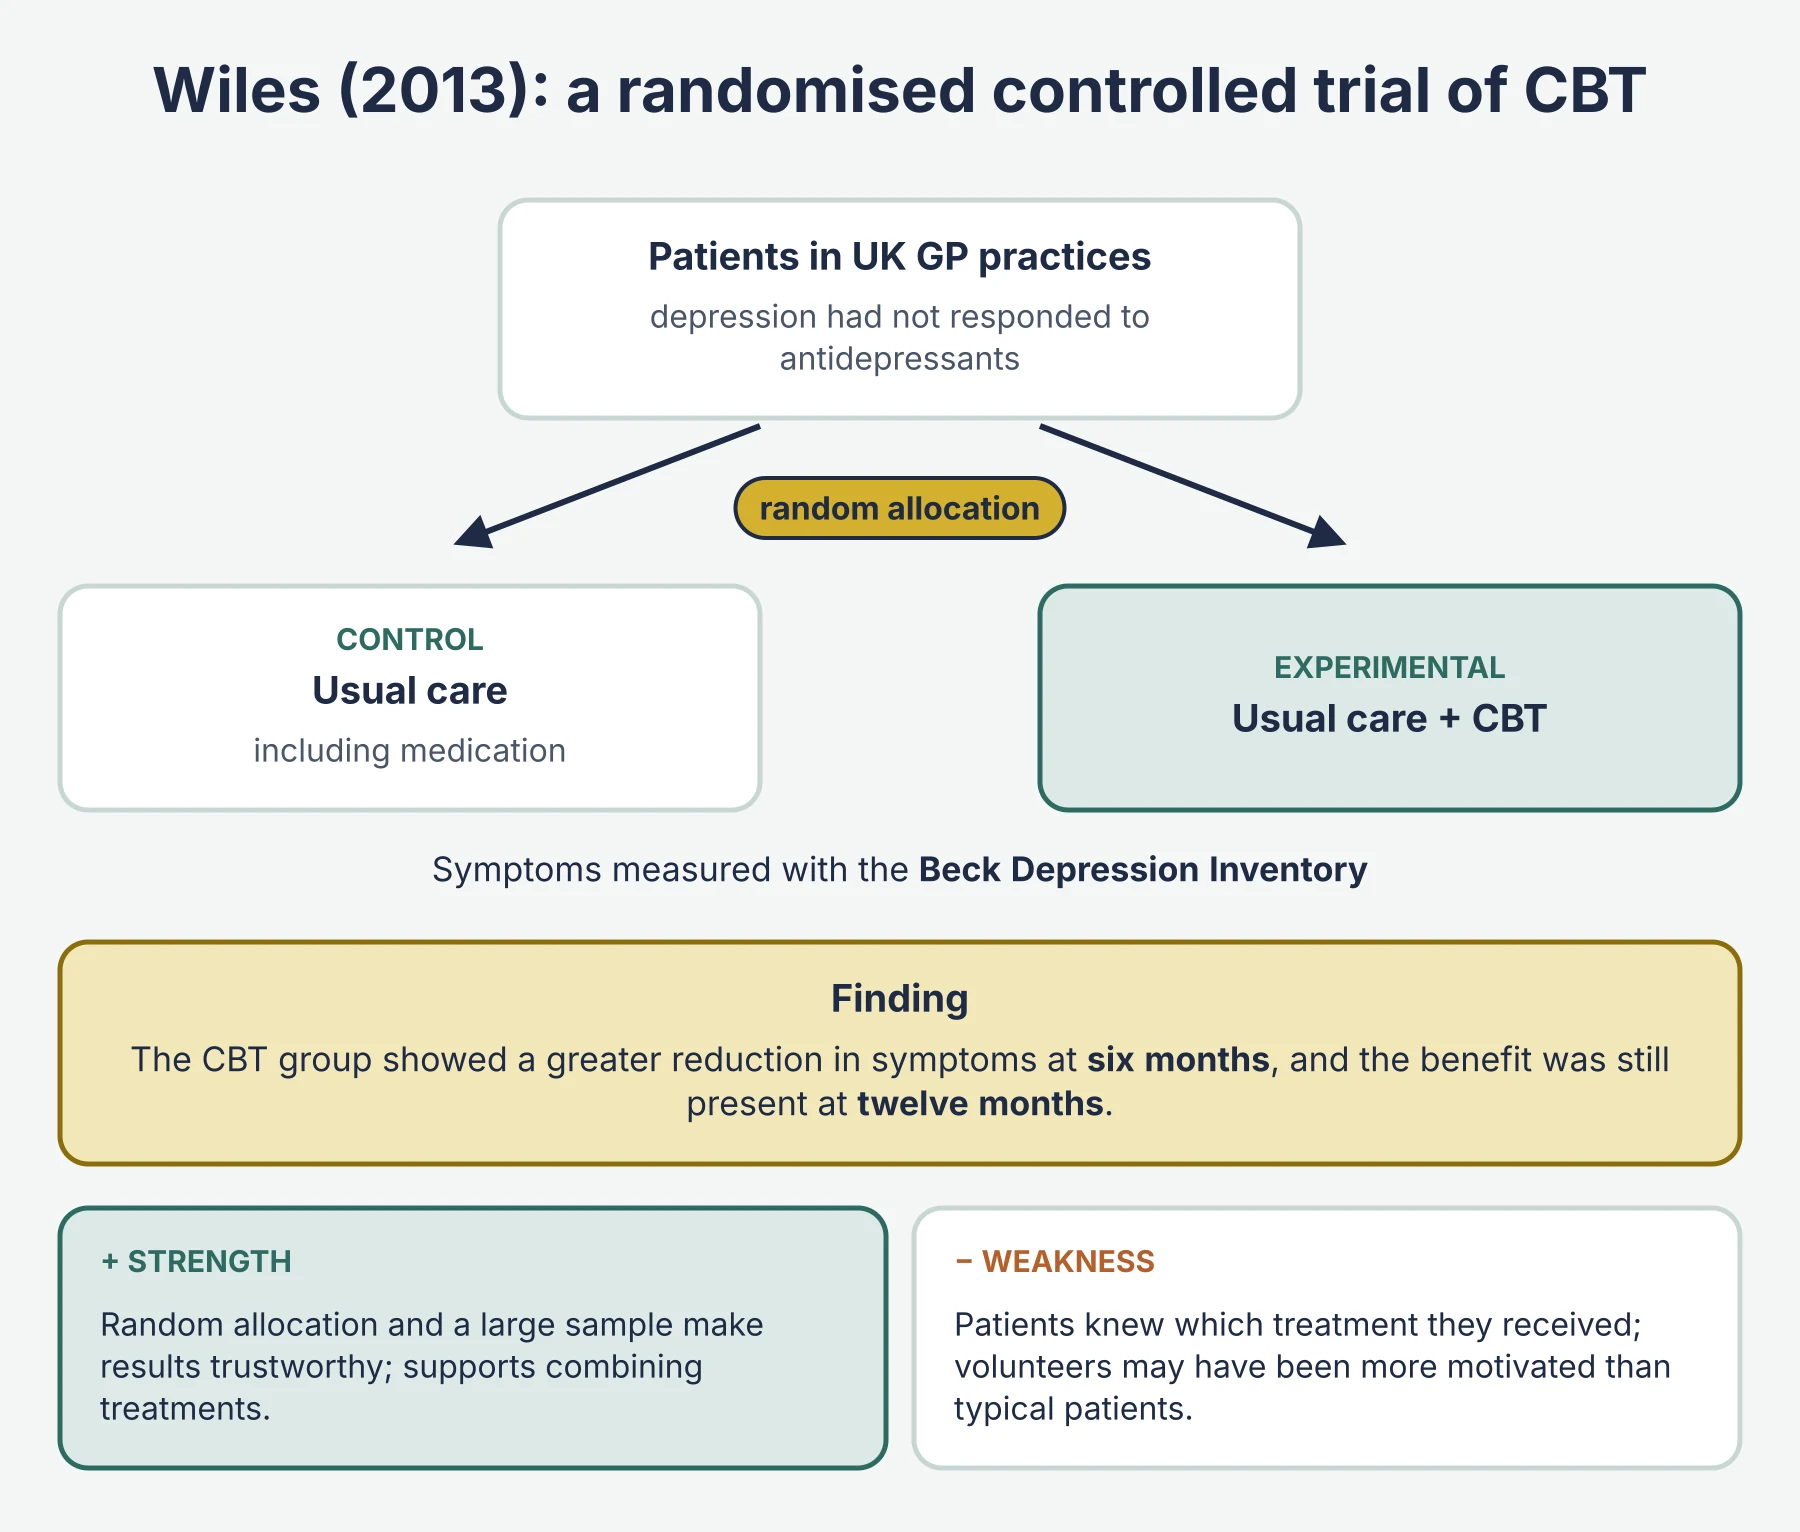 Wiles (2013): a randomised controlled trial of CBT
Patients in UK GP practices
depression had not responded to
antidepressants
random allocation
CONTROL
Usual care
including medication
EXPERIMENTAL
Usual care + CBT
Symptoms measured with the Beck Depression Inventory
Finding
The CBT group showed a greater reduction in symptoms at six months, and the benefit was still
present at twelve months.
+ STRENGTH
Random allocation and a large sample make
results trustworthy; supports combining
treatments.
− WEAKNESS
Patients knew which treatment they received;
volunteers may have been more motivated than
typical patients.